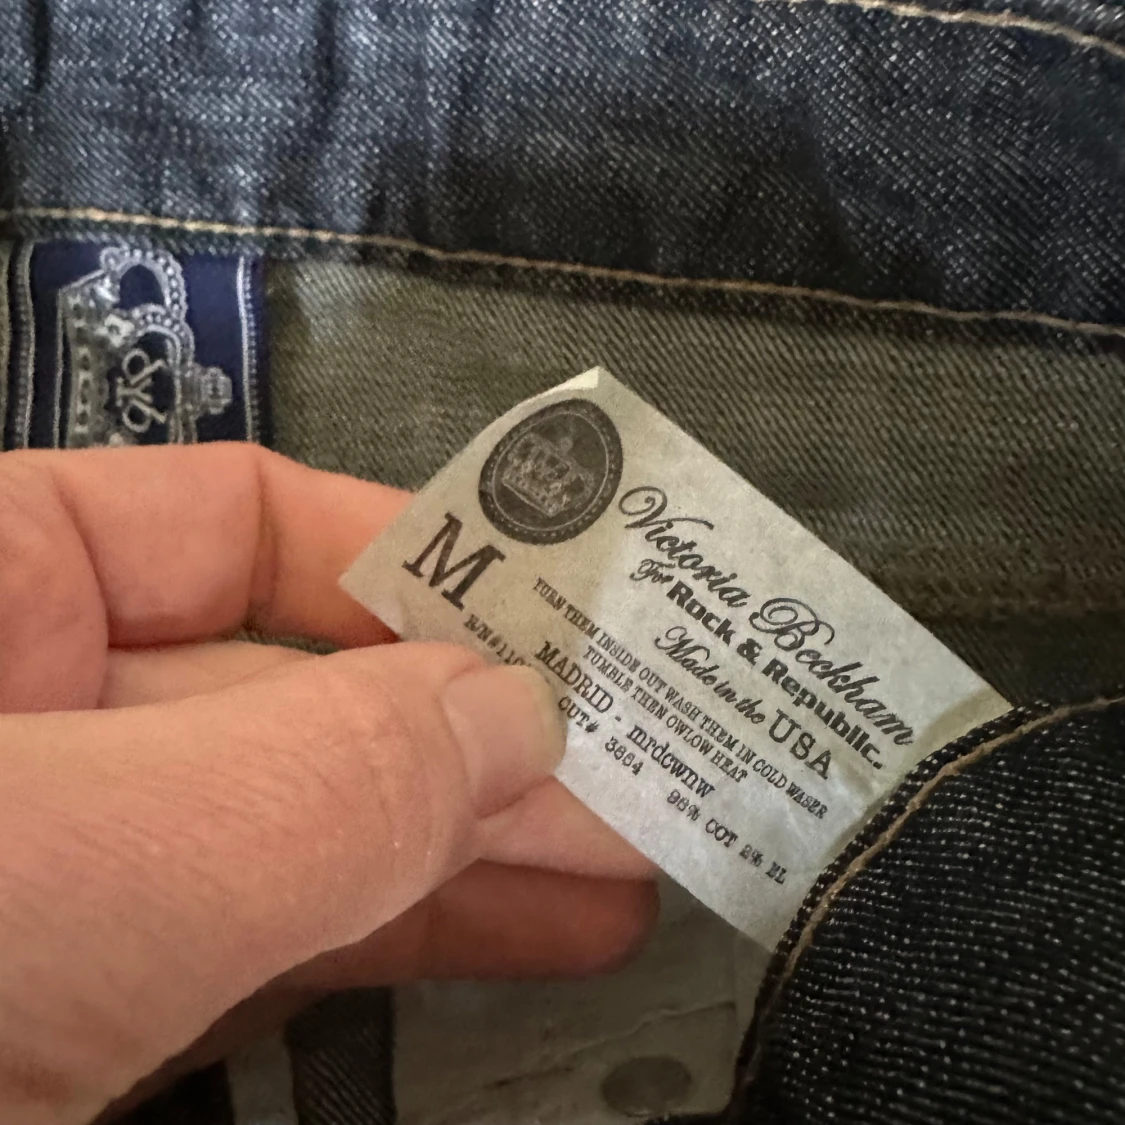 Victoria Beckham
For Rock & Republic.
Made in the USA
M
TURN THEM INSIDE OUT WASH THEM IN COLD WASER
TUMBLE THEN OWLOW HEAT
MADRID - mrdcwnw
CUT# 3664
98% COT 2% EL